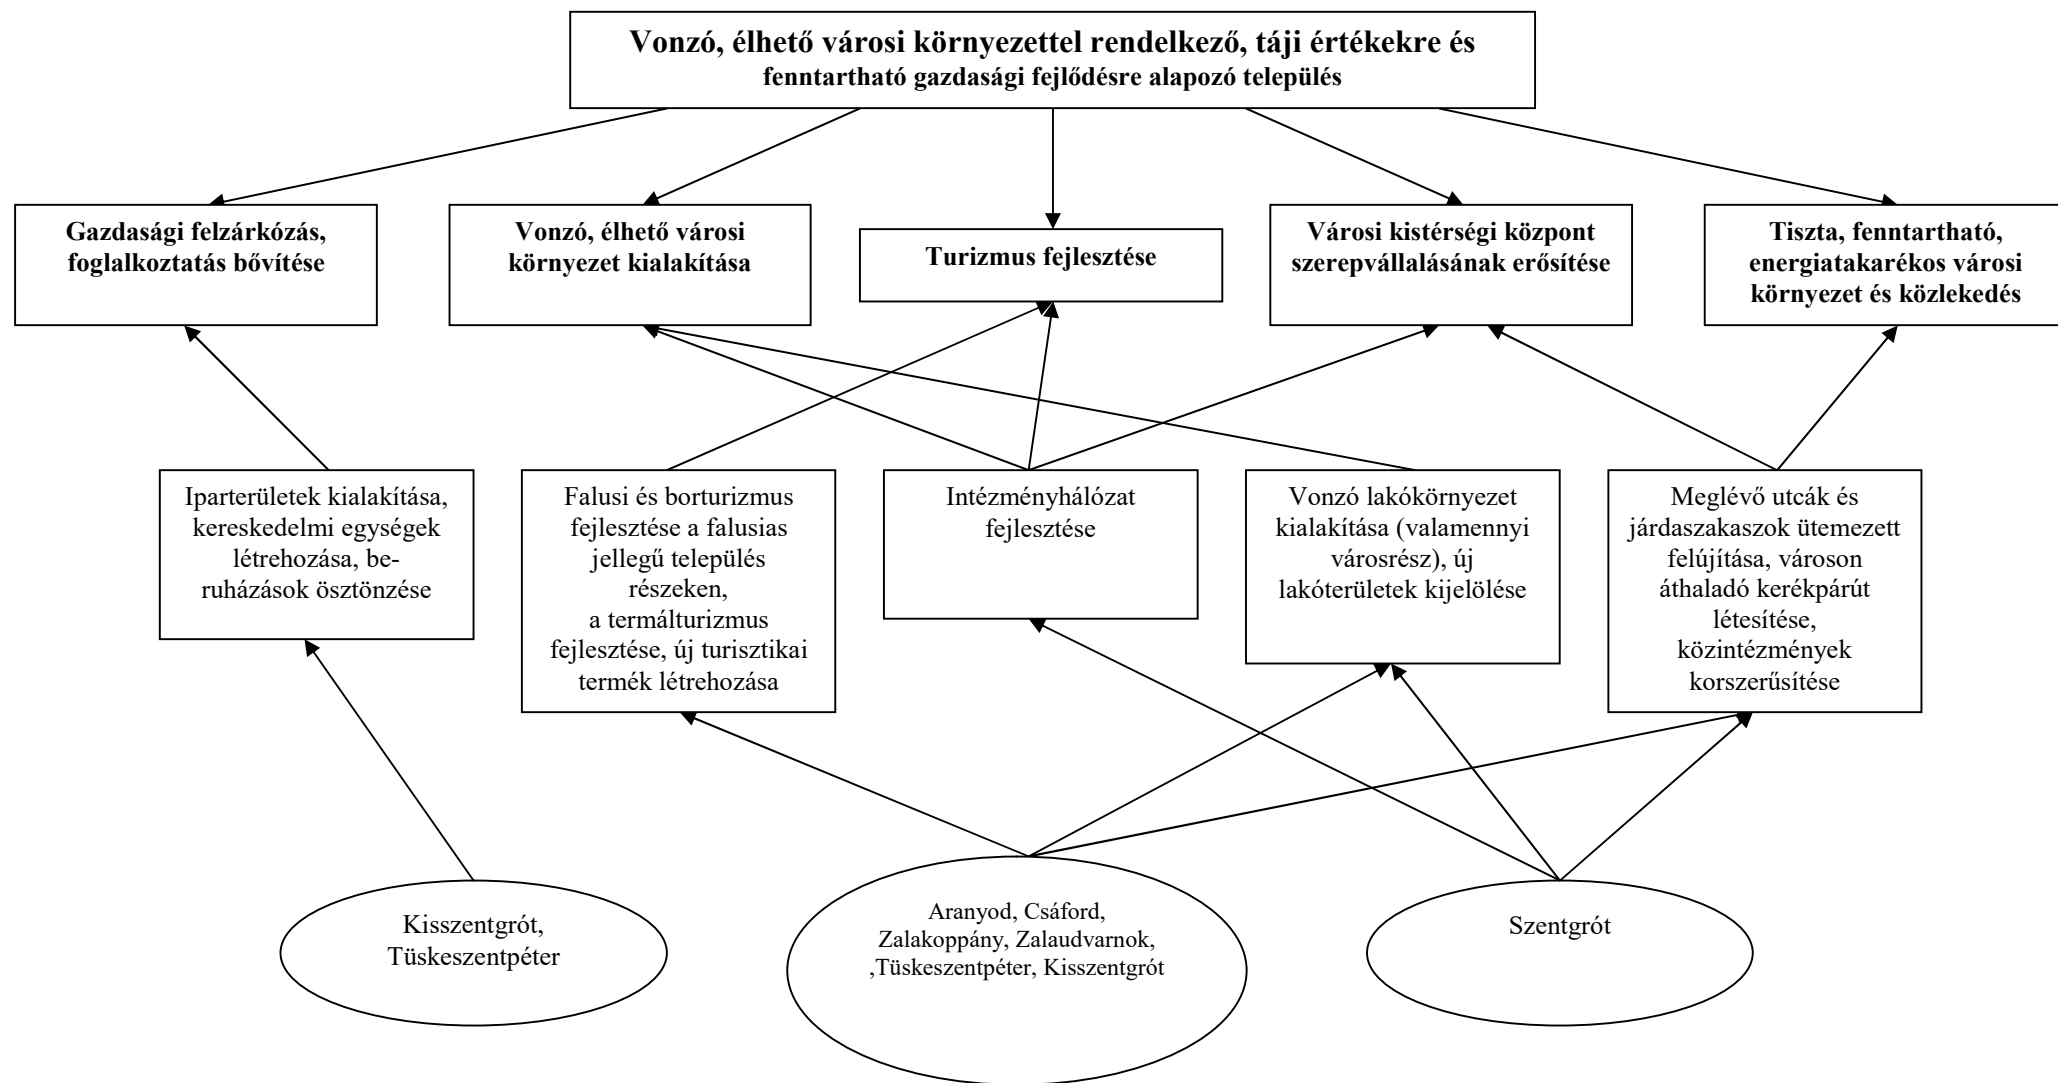 Vonzó, élhető városi környezettel rendelkező, táji értékekre és
fenntartható gazdasági fejlődésre alapozó település
Gazdasági felzárkózás,
foglalkoztatás bővítése
Vonzó, élhető városi
környezet kialakítása
Turizmus fejlesztése
Városi kistérségi központ
szerepvállalásának erősítése
Tiszta, fenntartható,
energiatakarékos városi
környezet és közlekedés
Iparterületek kialakítása,
kereskedelmi egységek
létrehozása, be-
ruházások ösztönzése
Falusi és borturizmus
fejlesztése a falusias
jellegű település
részeken,
a termálturizmus
fejlesztése, új turisztikai
termék létrehozása
Intézményhálózat
fejlesztése
Vonzó lakókörnyezet
kialakítása (valamennyi
városrész), új
lakóterületek kijelölése
Meglévő utcák és
járdaszakaszok ütemezett
felújítása, városon
áthaladó kerékpárút
létesítése,
közintézmények
korszerűsítése
Kisszentgrót,
Tüskeszentpéter
Aranyod, Csáford,
Zalakoppány, Zalaudvarnok,
,Tüskeszentpéter, Kisszentgrót
Szentgrót